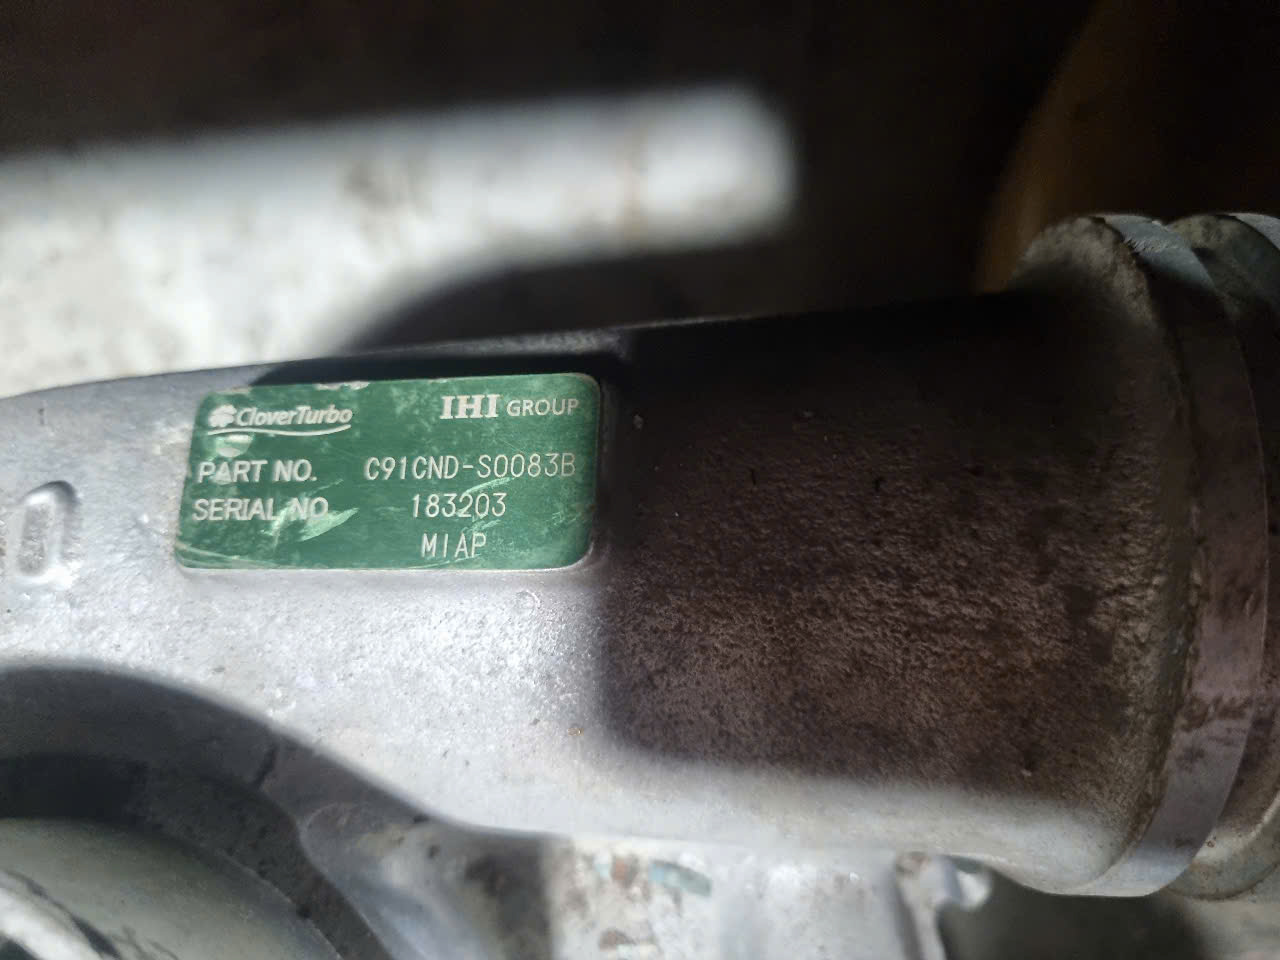 CloverTurbo IHI GROUP
PART NO. C91CND-S0083B
SERIAL NO. 183203
MIAP